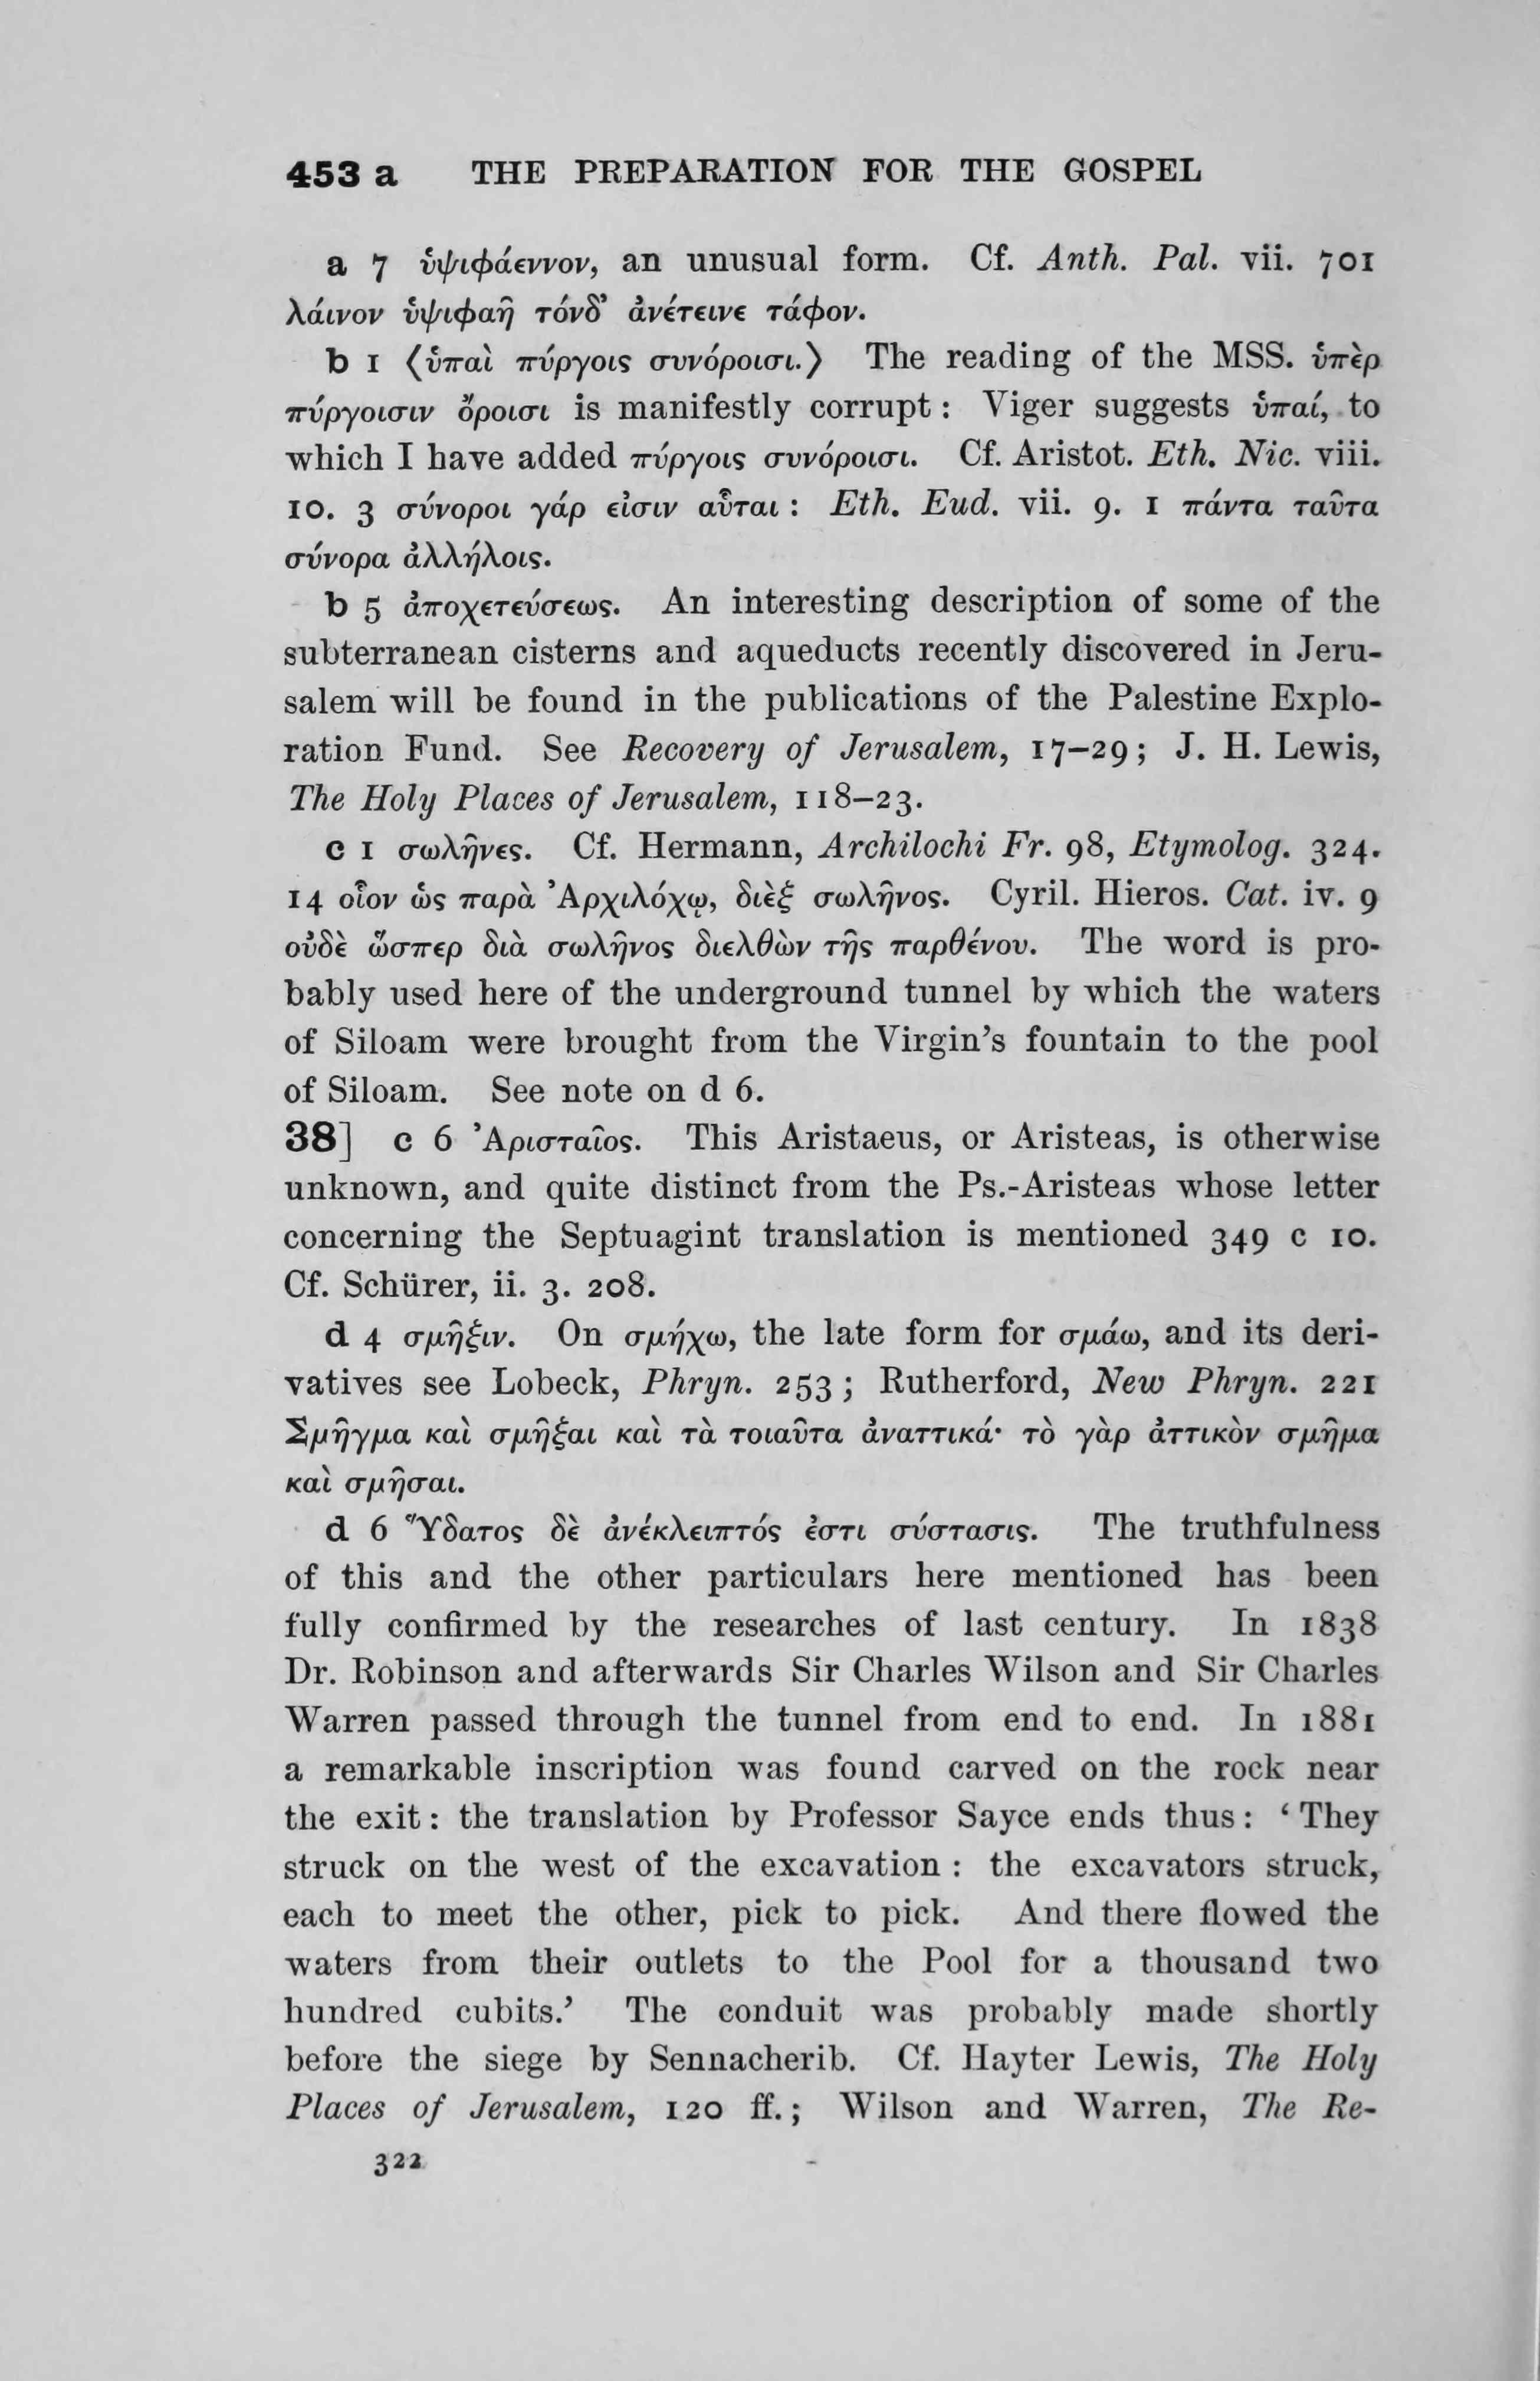 453 a THE PREPARATION FOR THE GOSPEL
a 7 ὑψιφάεννον, an unusual form. Cf. Anth. Pal. vii. 701
λάινον ὑψιφαῆ τόνδ’ ἀνέτεινε τάφον.
b 1 ⟨ὑπαὶ πύργοις συνόροισι.⟩ The reading of the MSS. ὑπὲρ
πύργοισιν ὅροισι is manifestly corrupt : Viger suggests ὑπαί, to
which I have added πύργοις συνόροισι. Cf. Aristot. Eth. Nic. viii.
10. 3 σύνοροι γάρ εἰσιν αὗται : Eth. Eud. vii. 9. 1 πάντα ταῦτα
σύνορα ἀλλήλοις.
b 5 ἀποχετεύσεως. An interesting description of some of the
subterranean cisterns and aqueducts recently discovered in Jeru-
salem will be found in the publications of the Palestine Explo-
ration Fund. See Recovery of Jerusalem, 17–29 ; J. H. Lewis,
The Holy Places of Jerusalem, 118–23.
c 1 σωλῆνες. Cf. Hermann, Archilochi Fr. 98, Etymolog. 324.
14 οἷον ὡς παρὰ Ἀρχιλόχῳ, διὲξ σωλῆνος. Cyril. Hieros. Cat. iv. 9
οὐδὲ ὥσπερ διὰ σωλῆνος διελθὼν τῆς παρθένου. The word is pro-
bably used here of the underground tunnel by which the waters
of Siloam were brought from the Virgin’s fountain to the pool
of Siloam. See note on d 6.
38] c 6 Ἀρισταῖος. This Aristaeus, or Aristeas, is otherwise
unknown, and quite distinct from the Ps.-Aristeas whose letter
concerning the Septuagint translation is mentioned 349 c 10.
Cf. Schürer, ii. 3. 208.
d 4 σμῆξιν. On σμήχω, the late form for σμάω, and its deri-
vatives see Lobeck, Phryn. 253 ; Rutherford, New Phryn. 221
Σμῆγμα καὶ σμῆξαι καὶ τὰ τοιαῦτα ἀναττικά· τὸ γὰρ ἀττικὸν σμῆμα
καὶ σμῆσαι.
d 6 Ὕδατος δὲ ἀνέκλειπτός ἐστι σύστασις. The truthfulness
of this and the other particulars here mentioned has been
fully confirmed by the researches of last century. In 1838
Dr. Robinson and afterwards Sir Charles Wilson and Sir Charles
Warren passed through the tunnel from end to end. In 1881
a remarkable inscription was found carved on the rock near
the exit : the translation by Professor Sayce ends thus : ‘ They
struck on the west of the excavation : the excavators struck,
each to meet the other, pick to pick. And there flowed the
waters from their outlets to the Pool for a thousand two
hundred cubits.’ The conduit was probably made shortly
before the siege by Sennacherib. Cf. Hayter Lewis, The Holy
Places of Jerusalem, 120 ff. ; Wilson and Warren, The Re-
322